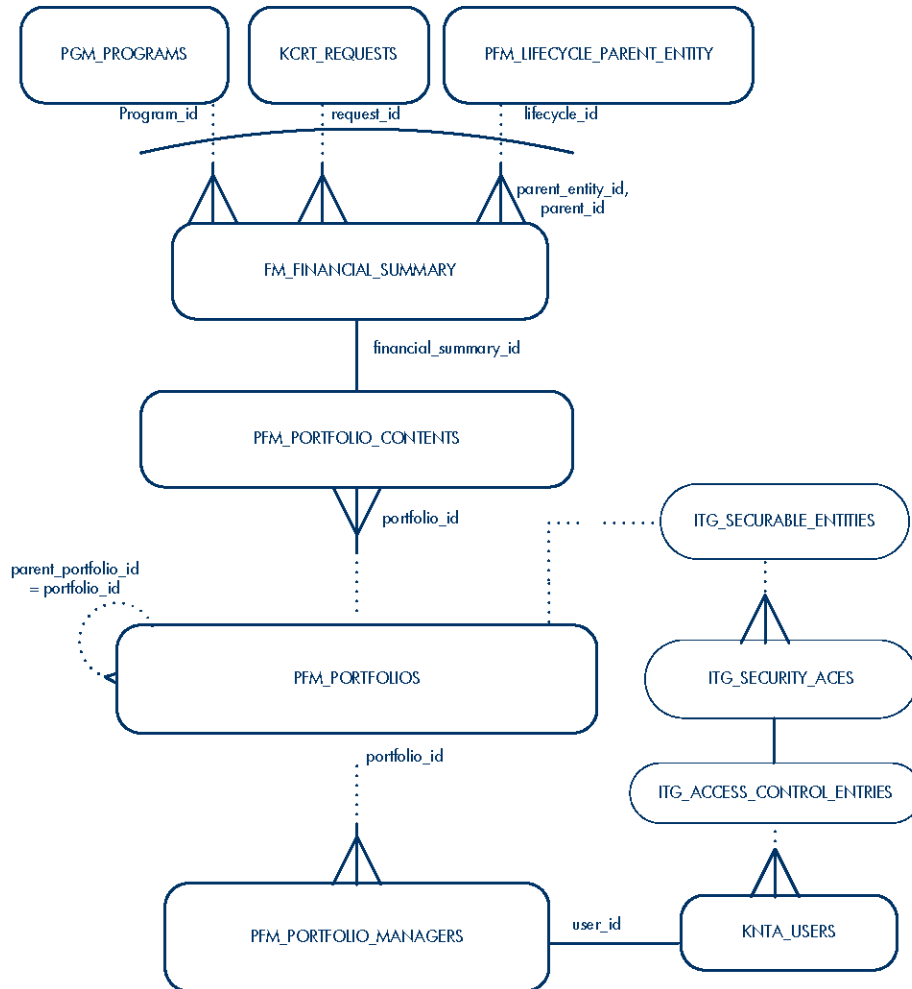 PGM_PROGRAMS
KCRT_REQUESTS
PFM_LIFECYCLE_PARENT_ENTITY
Program_id
request_id
lifecycle_id
parent_entity_id,
parent_id
FM_FINANCIAL_SUMMARY
financial_summary_id
PFM_PORTFOLIO_CONTENTS
portfolio_id
ITG_SECURABLE_ENTITIES
parent_portfolio_id
= portfolio_id
PFM_PORTFOLIOS
ITG_SECURITY_ACES
portfolio_id
ITG_ACCESS_CONTROL_ENTRIES
PFM_PORTFOLIO_MANAGERS
user_id
KNTA_USERS